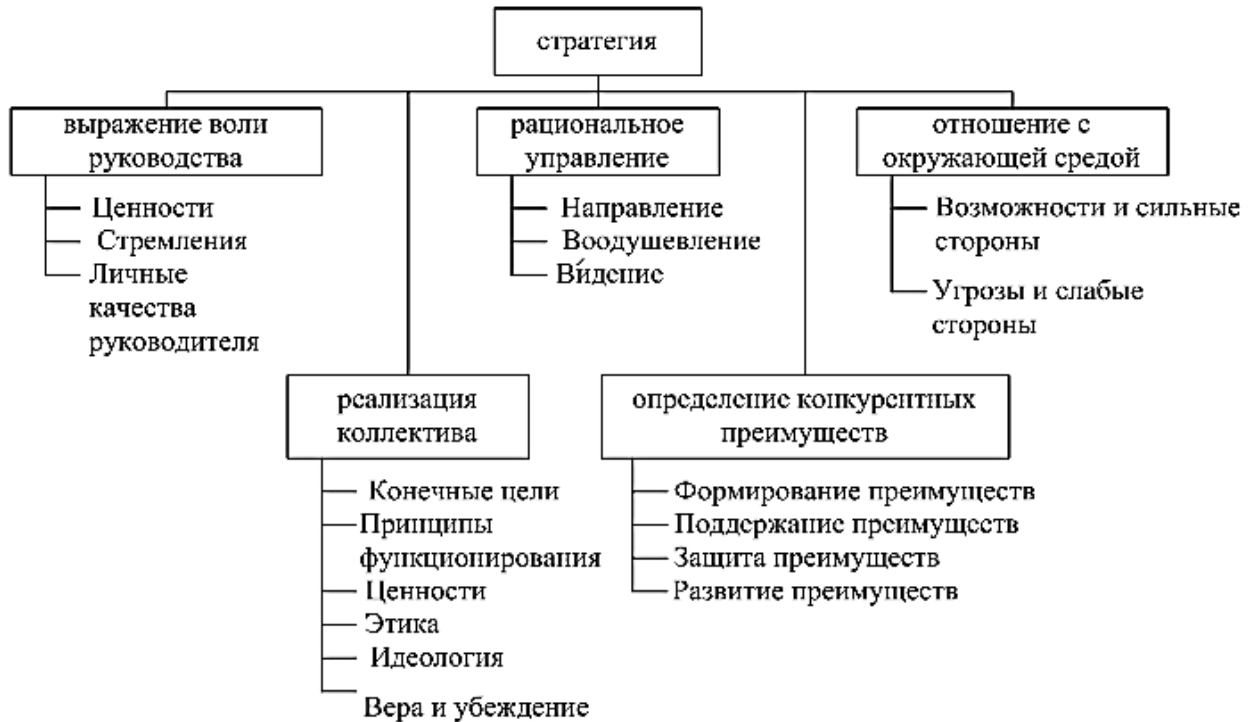 стратегия
выражение воли
руководства
Ценности
Стремления
Личные
качества
руководителя
рациональное
управление
Направление
Воодушевление
Ви́дение
отношение с
окружающей средой
Возможности и сильные
стороны
Угрозы и слабые
стороны
реализация
коллектива
Конечные цели
Принципы
функционирования
Ценности
Этика
Идеология
Вера и убеждение
определение конкурентных
преимуществ
Формирование преимуществ
Поддержание преимуществ
Защита преимуществ
Развитие преимуществ